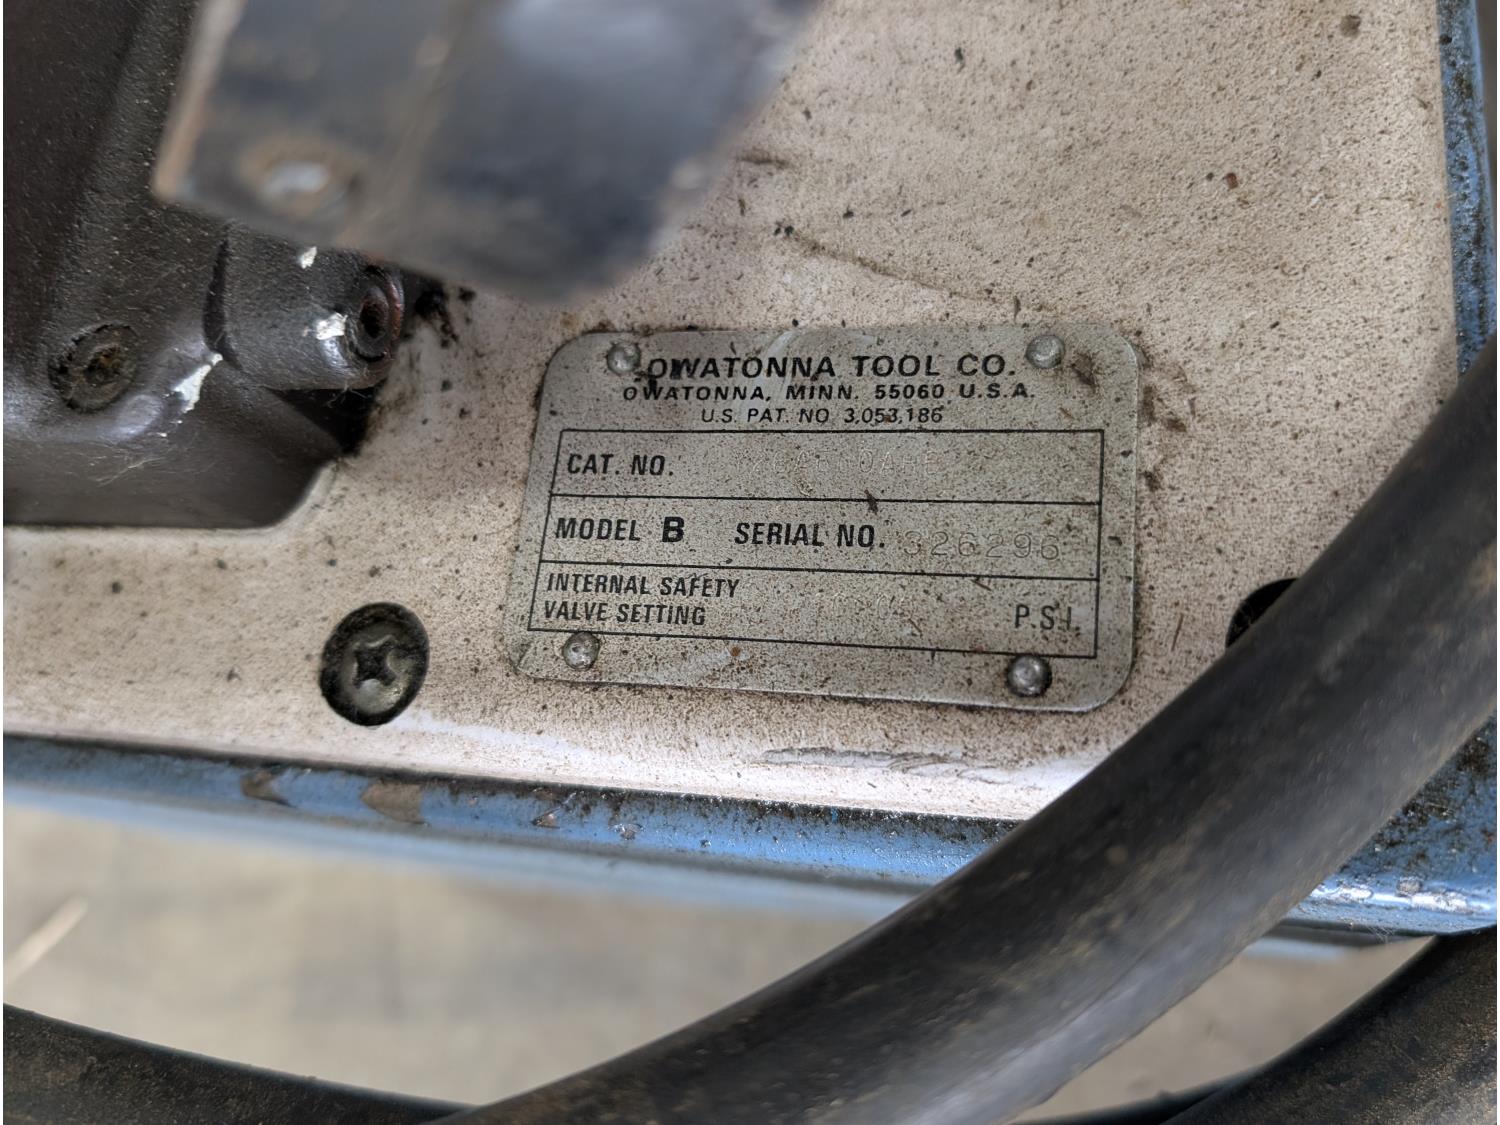 OWATONNA TOOL CO.
OWATONNA, MINN. 55060 U.S.A.
U.S. PAT. NO 3,053,186
CAT. NO.
MODEL B SERIAL NO. 326296
INTERNAL SAFETY
VALVE SETTING P.S.I.